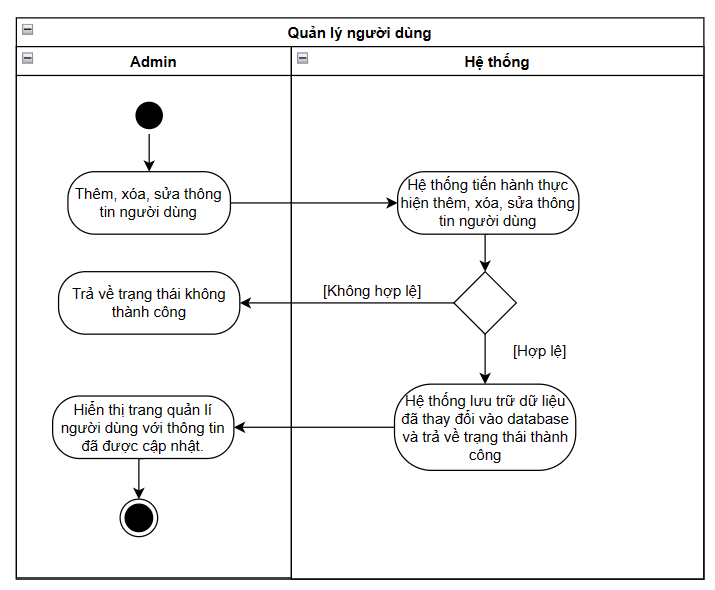 Quản lý người dùng
Admin
Hệ thống
Thêm, xóa, sửa thông
tin người dùng
Hệ thống tiến hành thực
hiện thêm, xóa, sửa thông
tin người dùng
Trả về trạng thái không
thành công
[Không hợp lệ]
[Hợp lệ]
Hiển thị trang quản lí
người dùng với thông tin
đã được cập nhật.
Hệ thống lưu trữ dữ liệu
đã thay đổi vào database
và trả về trạng thái thành
công